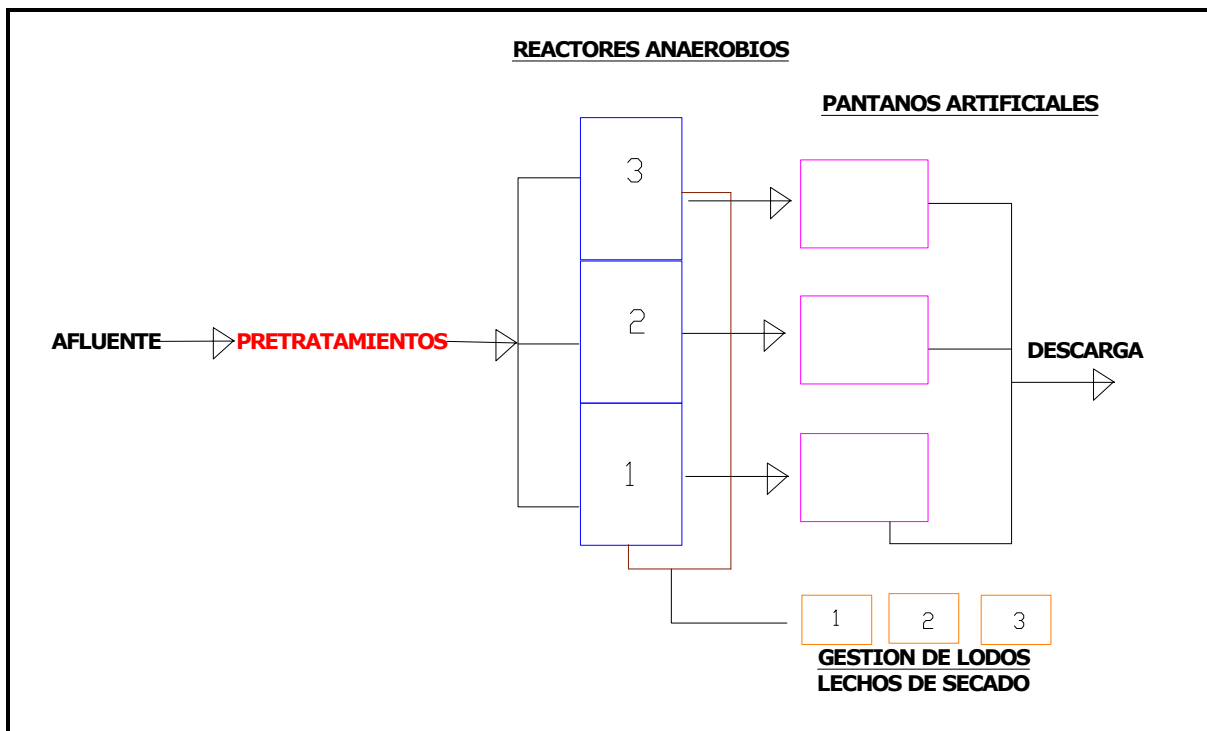 REACTORES ANAEROBIOS
PANTANOS ARTIFICIALES
3
2
1
AFLUENTE
PRETRATAMIENTOS
DESCARGA
1 2 3
GESTION DE LODOS
LECHOS DE SECADO